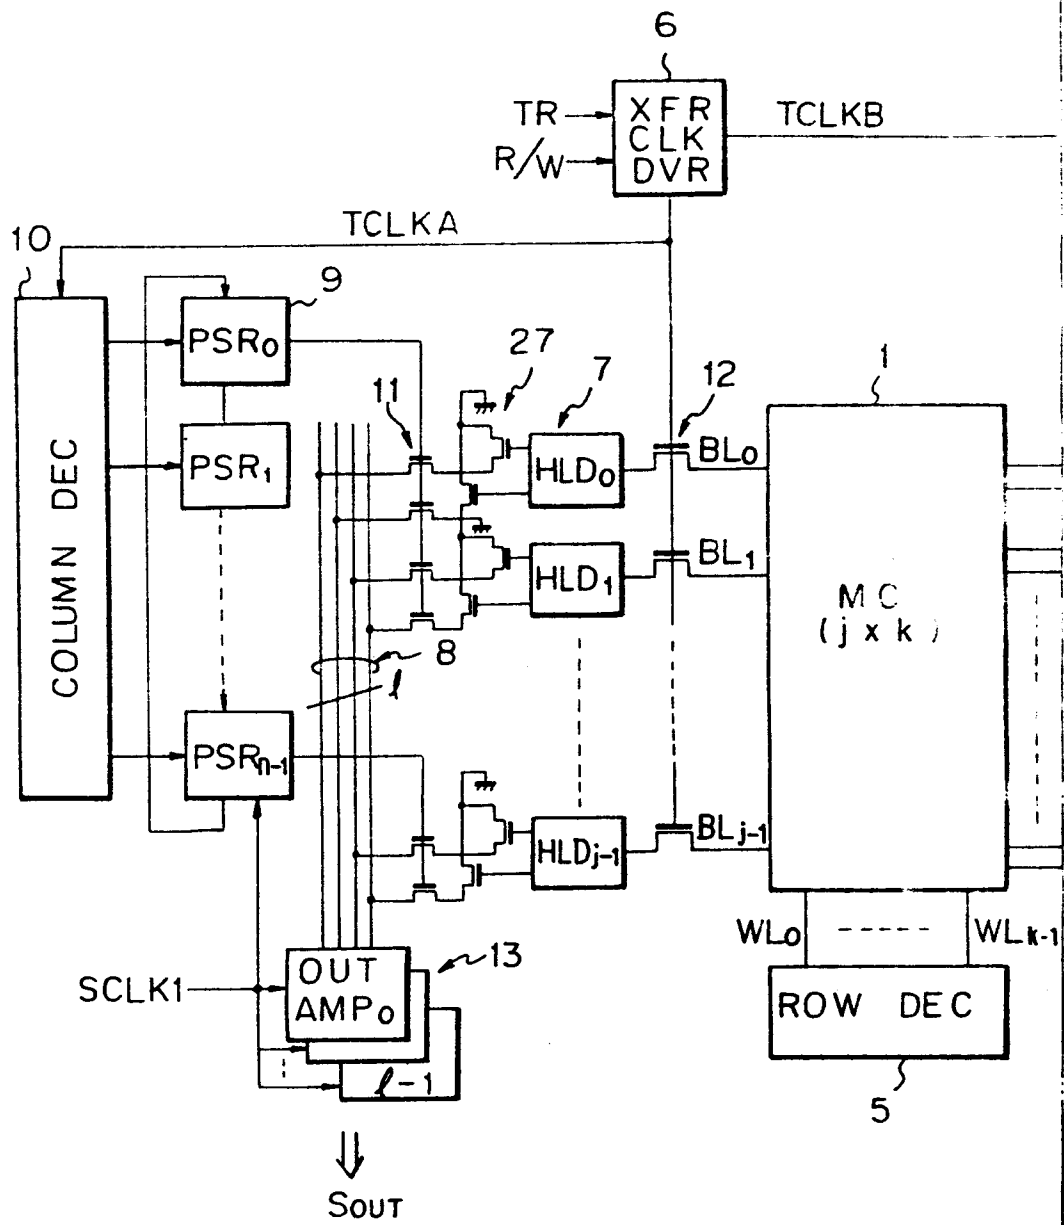 6
TR
XFR
CLK
DVR
TCLKB
R/W
TCLKA
10
9
PSR0
27
7
1
11
12
HLD0
BL0
PSR1
COLUMN DEC
HLD1
BL1
MC
(j x k)
8
ℓ
PSRn-1
HLDj-1
BLj-1
WL0
WLk-1
OUT
AMP0
13
SCLK1
ROW DEC
ℓ-1
5
SOUT